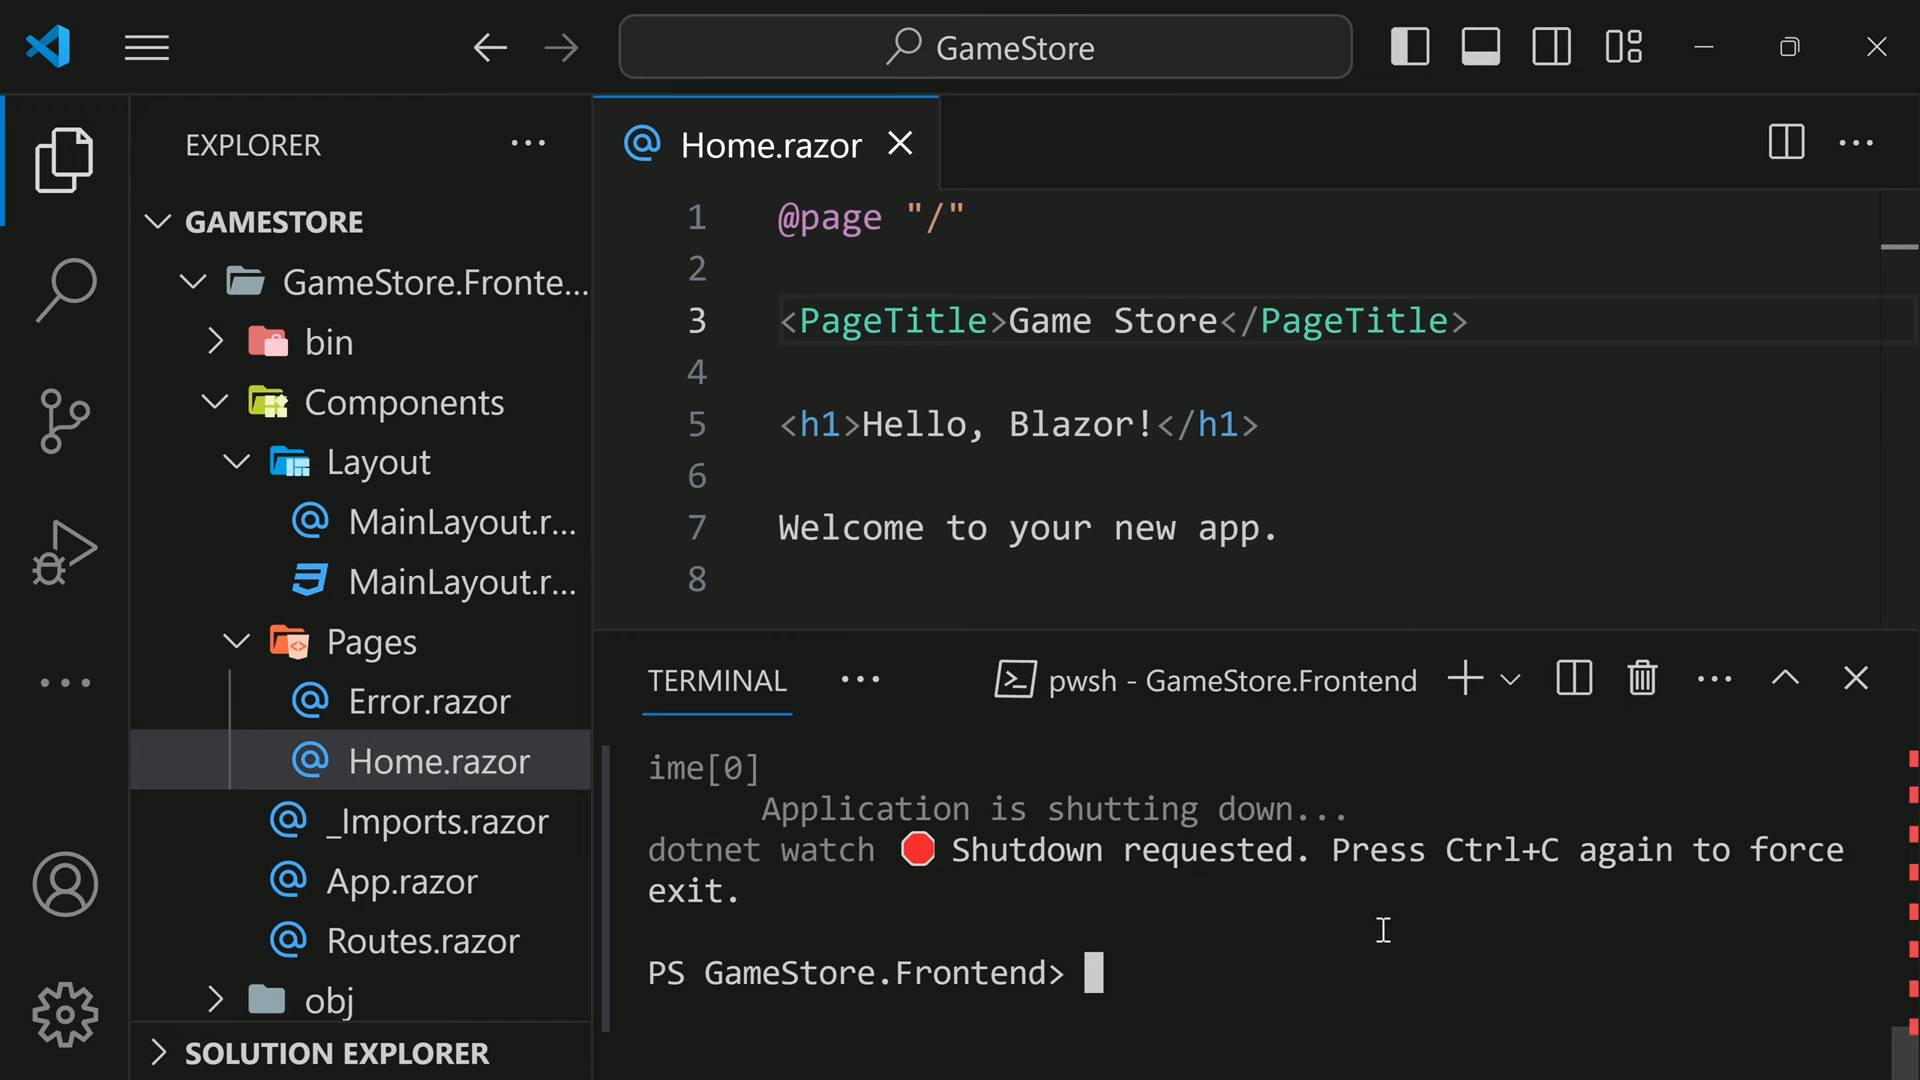 GameStore
EXPLORER
GAMESTORE
GameStore.Fronte...
bin
Components
Layout
MainLayout.r...
MainLayout.r...
Pages
Error.razor
Home.razor
_Imports.razor
App.razor
Routes.razor
obj
SOLUTION EXPLORER
Home.razor
1 @page "/"
2
3 <PageTitle>Game Store</PageTitle>
4
5 <h1>Hello, Blazor!</h1>
6
7 Welcome to your new app.
8
TERMINAL
pwsh - GameStore.Frontend
ime[0]
Application is shutting down...
dotnet watch 🛑 Shutdown requested. Press Ctrl+C again to force
exit.
PS GameStore.Frontend>